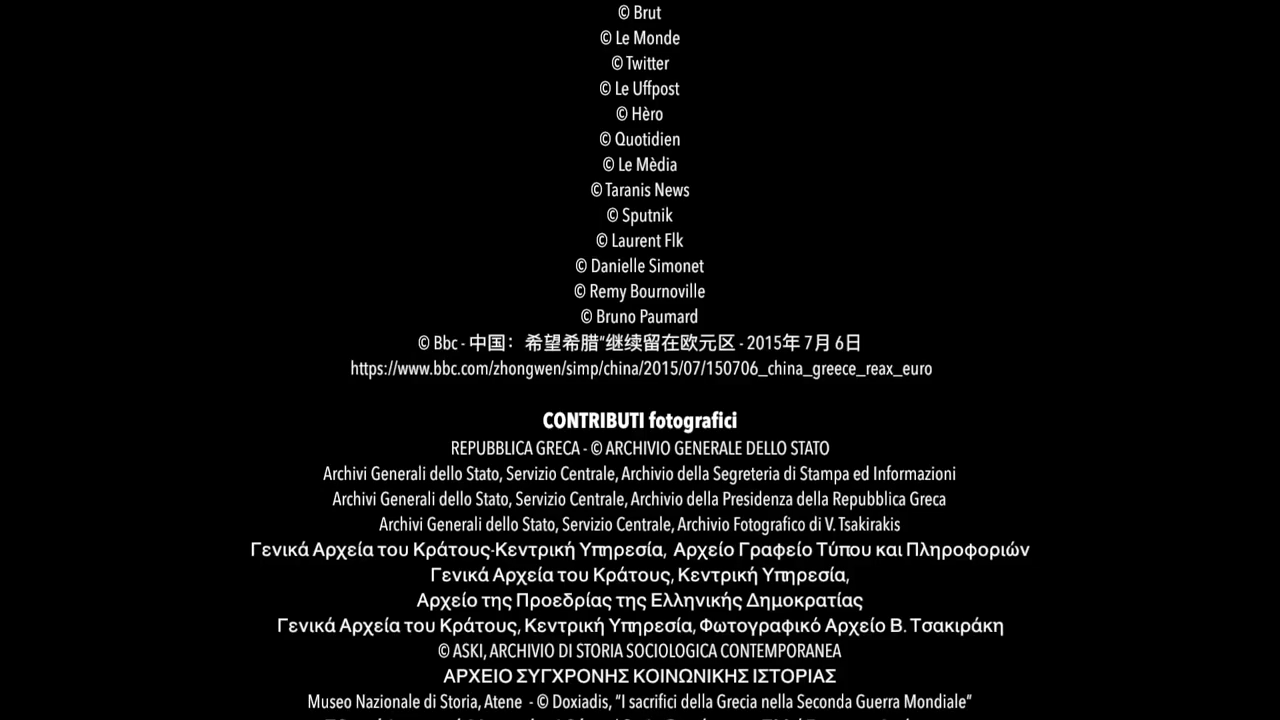 © Brut
© Le Monde
© Twitter
© Le Uffpost
© Hèro
© Quotidien
© Le Mèdia
© Taranis News
© Sputnik
© Laurent Flk
© Danielle Simonet
© Remy Bournoville
© Bruno Paumard
© Bbc - 中国：希望希腊"继续留在欧元区 - 2015年 7月 6日
https://www.bbc.com/zhongwen/simp/china/2015/07/150706_china_greece_reax_euro
CONTRIBUTI fotografici
REPUBBLICA GRECA - © ARCHIVIO GENERALE DELLO STATO
Archivi Generali dello Stato, Servizio Centrale, Archivio della Segreteria di Stampa ed Informazioni
Archivi Generali dello Stato, Servizio Centrale, Archivio della Presidenza della Repubblica Greca
Archivi Generali dello Stato, Servizio Centrale, Archivio Fotografico di V. Tsakirakis
Γενικά Αρχεία του Κράτους-Κεντρική Υπηρεσία, Αρχείο Γραφείο Τύπου και Πληροφοριών
Γενικά Αρχεία του Κράτους, Κεντρική Υπηρεσία,
Αρχείο της Προεδρίας της Ελληνικής Δημοκρατίας
Γενικά Αρχεία του Κράτους, Κεντρική Υπηρεσία, Φωτογραφικό Αρχείο Β. Τσακιράκη
© ASKI, ARCHIVIO DI STORIA SOCIOLOGICA CONTEMPORANEA
ΑΡΧΕΙΟ ΣΥΓΧΡΟΝΗΣ ΚΟΙΝΩΝΙΚΗΣ ΙΣΤΟΡΙΑΣ
Museo Nazionale di Storia, Atene - © Doxiadis, "I sacrifici della Grecia nella Seconda Guerra Mondiale"